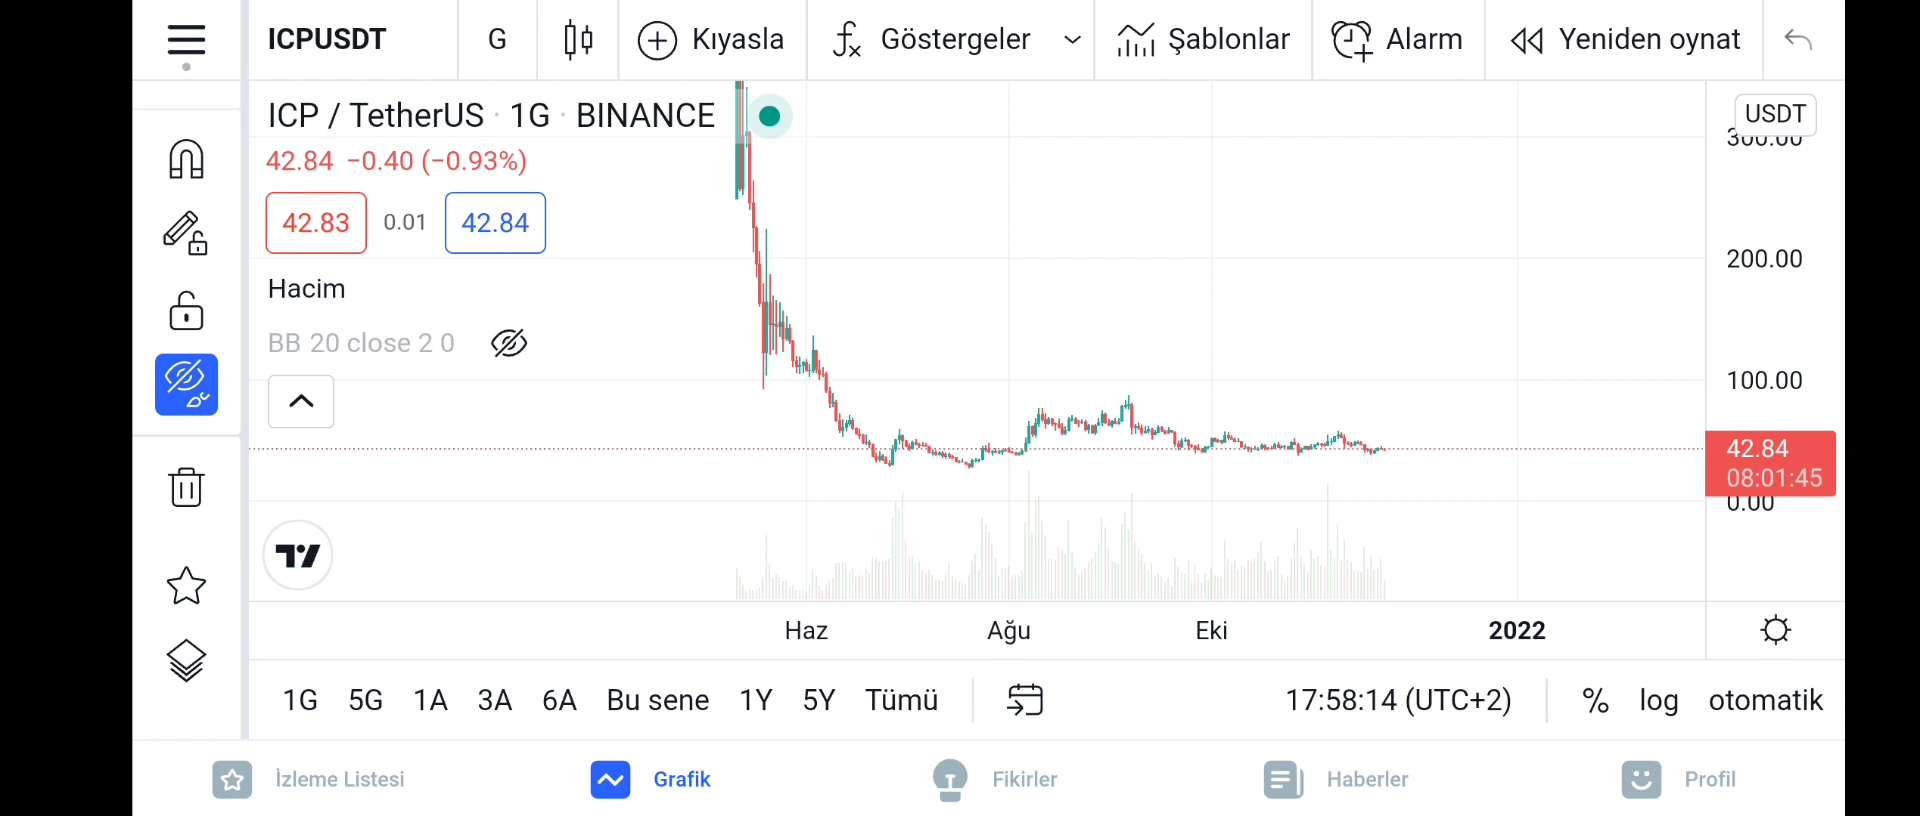 ICPUSDT G Kıyasla Göstergeler Şablonlar Alarm Yeniden oynat
ICP / TetherUS · 1G · BINANCE
42.84 −0.40 (−0.93%)
42.83 0.01 42.84
Hacim
BB 20 close 2 0
USDT
300.00
200.00
100.00
42.84
08:01:45
0.00
Haz Ağu Eki 2022
1G 5G 1A 3A 6A Bu sene 1Y 5Y Tümü 17:58:14 (UTC+2) % log otomatik
İzleme Listesi Grafik Fikirler Haberler Profil